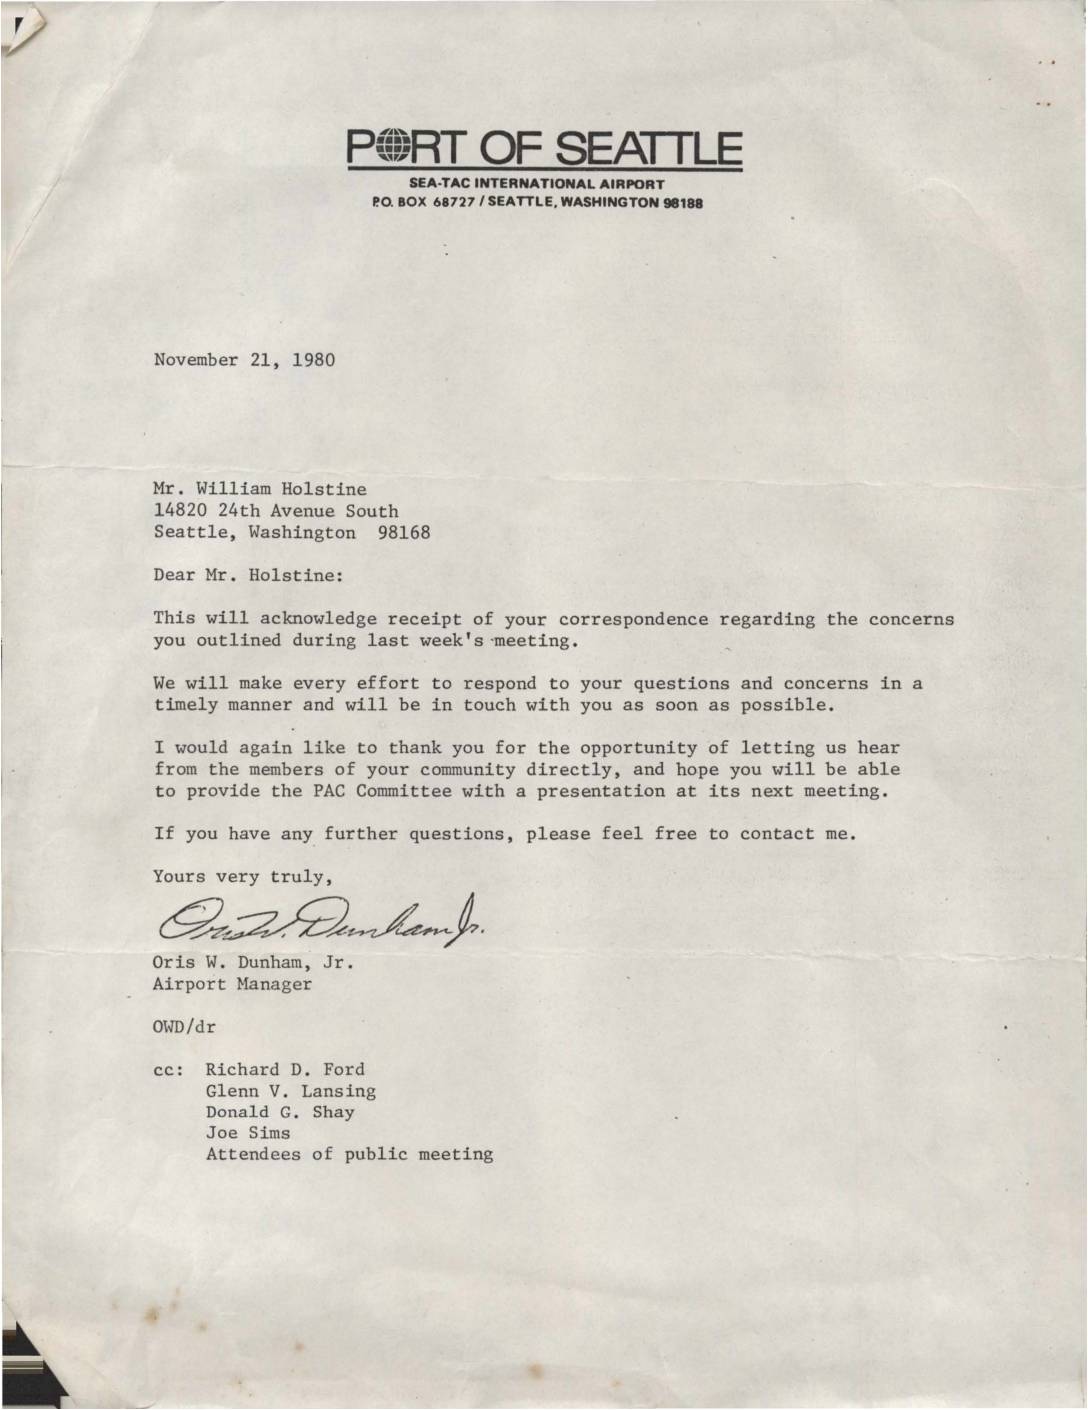 PORT OF SEATTLE
SEA-TAC INTERNATIONAL AIRPORT
P.O. BOX 68727 / SEATTLE, WASHINGTON 98188
November 21, 1980
Mr. William Holstine
14820 24th Avenue South
Seattle, Washington 98168
Dear Mr. Holstine:
This will acknowledge receipt of your correspondence regarding the concerns
you outlined during last week's meeting.
We will make every effort to respond to your questions and concerns in a
timely manner and will be in touch with you as soon as possible.
I would again like to thank you for the opportunity of letting us hear
from the members of your community directly, and hope you will be able
to provide the PAC Committee with a presentation at its next meeting.
If you have any further questions, please feel free to contact me.
Yours very truly,
Oris W. Dunham Jr.
Oris W. Dunham, Jr.
Airport Manager
OWD/dr
cc: Richard D. Ford
Glenn V. Lansing
Donald G. Shay
Joe Sims
Attendees of public meeting